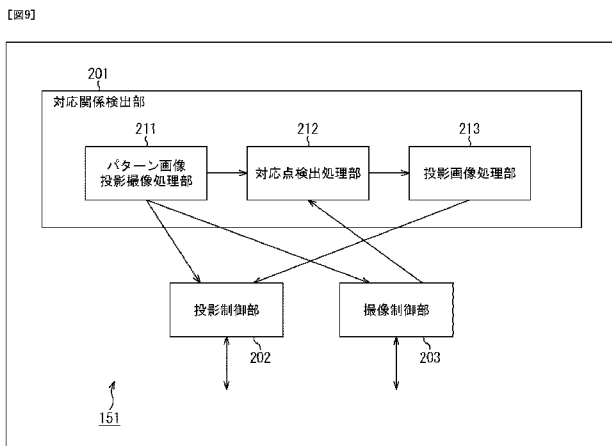 [図9]
201
対応関係検出部
211
212
213
パターン画像
投影撮像処理部
対応点検出処理部
投影画像処理部
投影制御部
撮像制御部
202
203
151